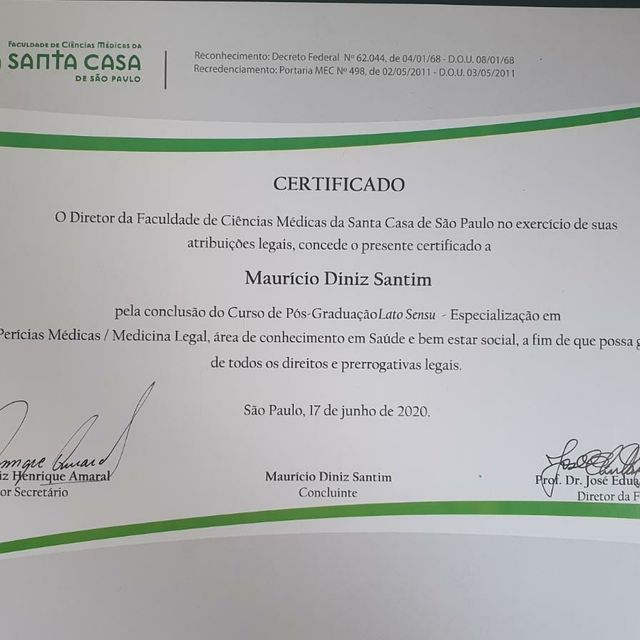 FACULDADE DE CIÊNCIAS MÉDICAS DA
SANTA CASA
DE SÃO PAULO
Reconhecimento: Decreto Federal Nº 62.044, de 04/01/68 - D.O.U. 08/01/68
Recredenciamento: Portaria MEC Nº 498, de 02/05/2011 - D.O.U. 03/05/2011
CERTIFICADO
O Diretor da Faculdade de Ciências Médicas da Santa Casa de São Paulo no exercício de suas
atribuições legais, concede o presente certificado a
Maurício Diniz Santim
pela conclusão do Curso de Pós-Graduação Lato Sensu - Especialização em
Perícias Médicas / Medicina Legal, área de conhecimento em Saúde e bem estar social, a fim de que possa g
de todos os direitos e prerrogativas legais.
São Paulo, 17 de junho de 2020.
iz Henrique Amaral
or Secretário
Maurício Diniz Santim
Concluinte
Prof. Dr. José Edu
Diretor da F